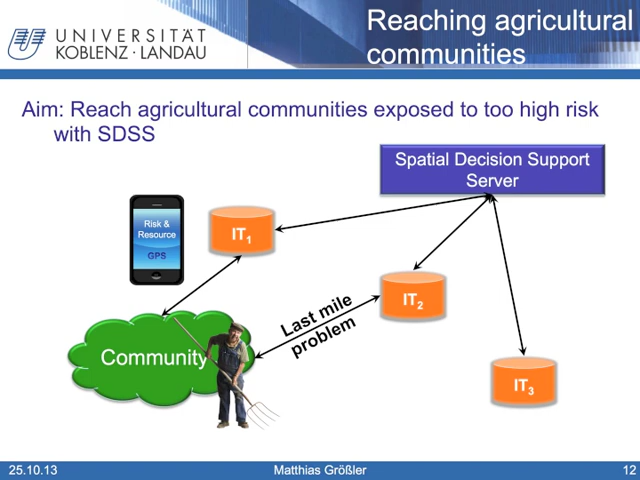 UNIVERSITÄT
KOBLENZ · LANDAU
Reaching agricultural
communities
Aim: Reach agricultural communities exposed to too high risk
with SDSS
Spatial Decision Support
Server
Risk &
Resource
GPS
IT1
IT2
Last mile
problem
Community
IT3
25.10.13
Matthias Größler
12